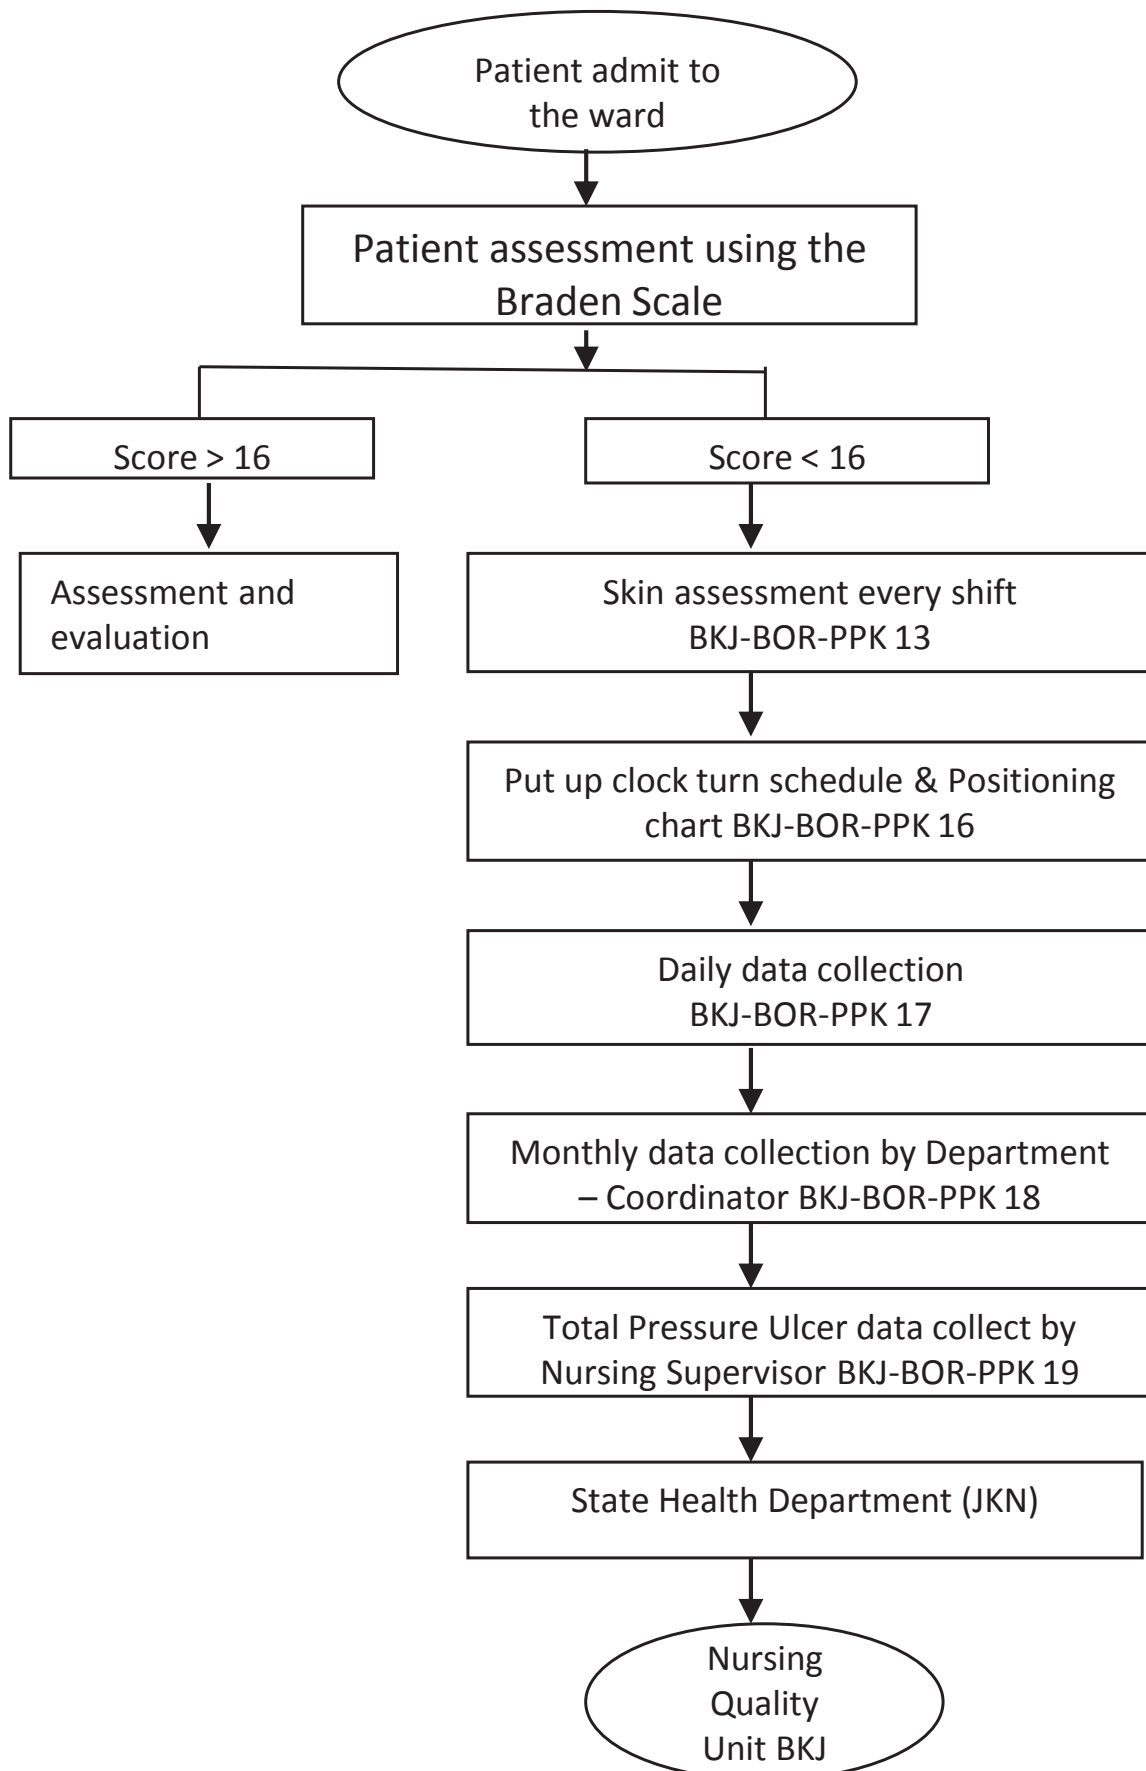 Patient admit to
the ward
Patient assessment using the
Braden Scale
Score > 16
Score < 16
Assessment and
evaluation
Skin assessment every shift
BKJ-BOR-PPK 13
Put up clock turn schedule & Positioning
chart BKJ-BOR-PPK 16
Daily data collection
BKJ-BOR-PPK 17
Monthly data collection by Department
– Coordinator BKJ-BOR-PPK 18
Total Pressure Ulcer data collect by
Nursing Supervisor BKJ-BOR-PPK 19
State Health Department (JKN)
Nursing
Quality
Unit BKJ